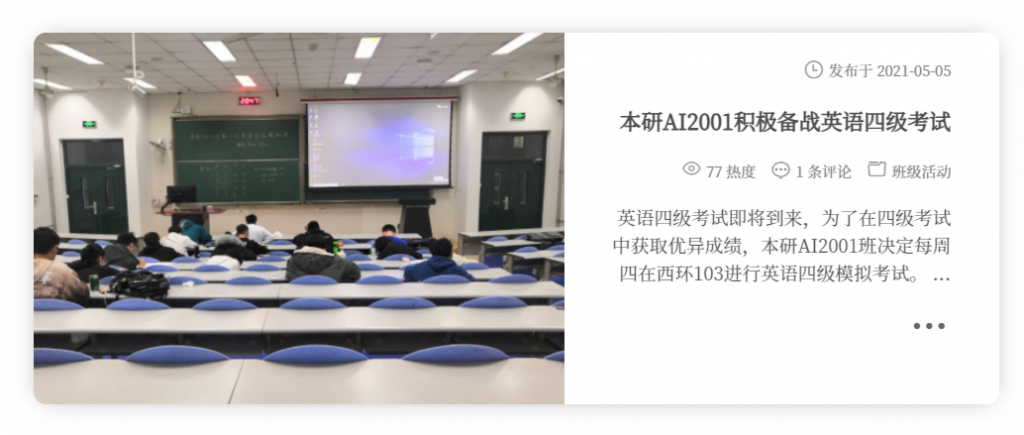 20:47
发布于 2021-05-05
本研AI2001积极备战英语四级考试
77 热度 1 条评论 班级活动
英语四级考试即将到来，为了在四级考试
中获取优异成绩，本研AI2001班决定每周
四在西环103进行英语四级模拟考试。 ...